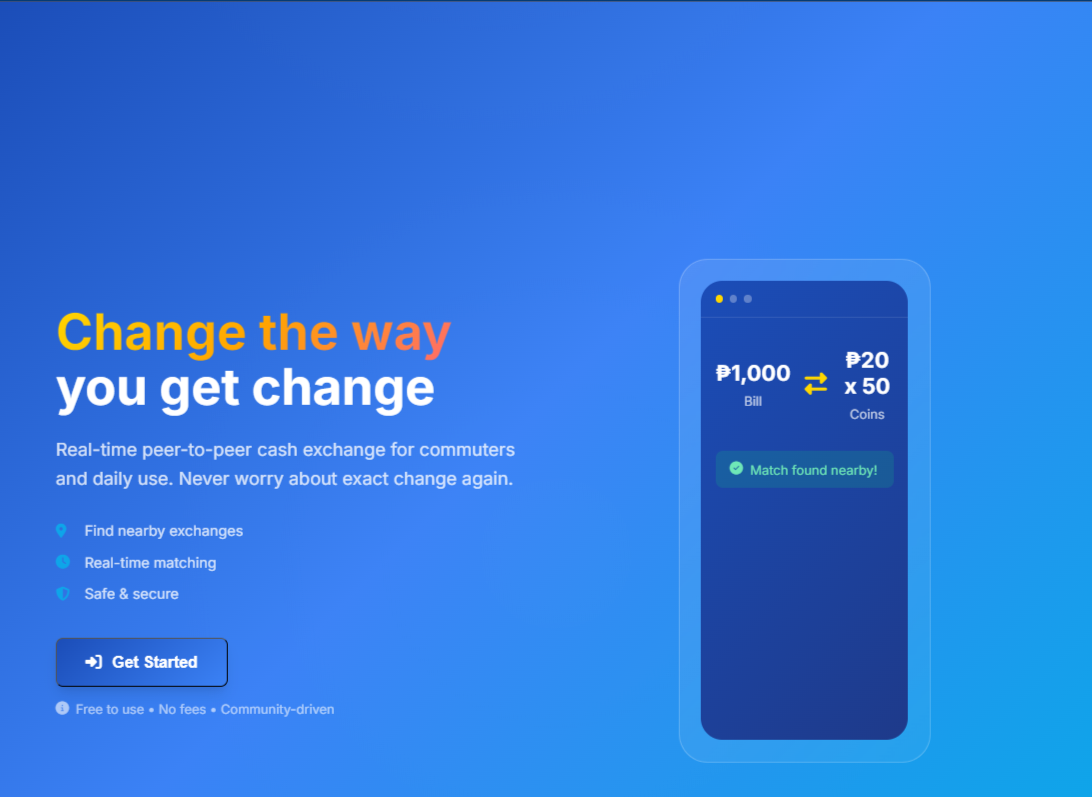 Change the way
you get change
Real-time peer-to-peer cash exchange for commuters
and daily use. Never worry about exact change again.
Find nearby exchanges
Real-time matching
Safe & secure
Get Started
Free to use • No fees • Community-driven
₱1,000
Bill
₱20
x 50
Coins
Match found nearby!